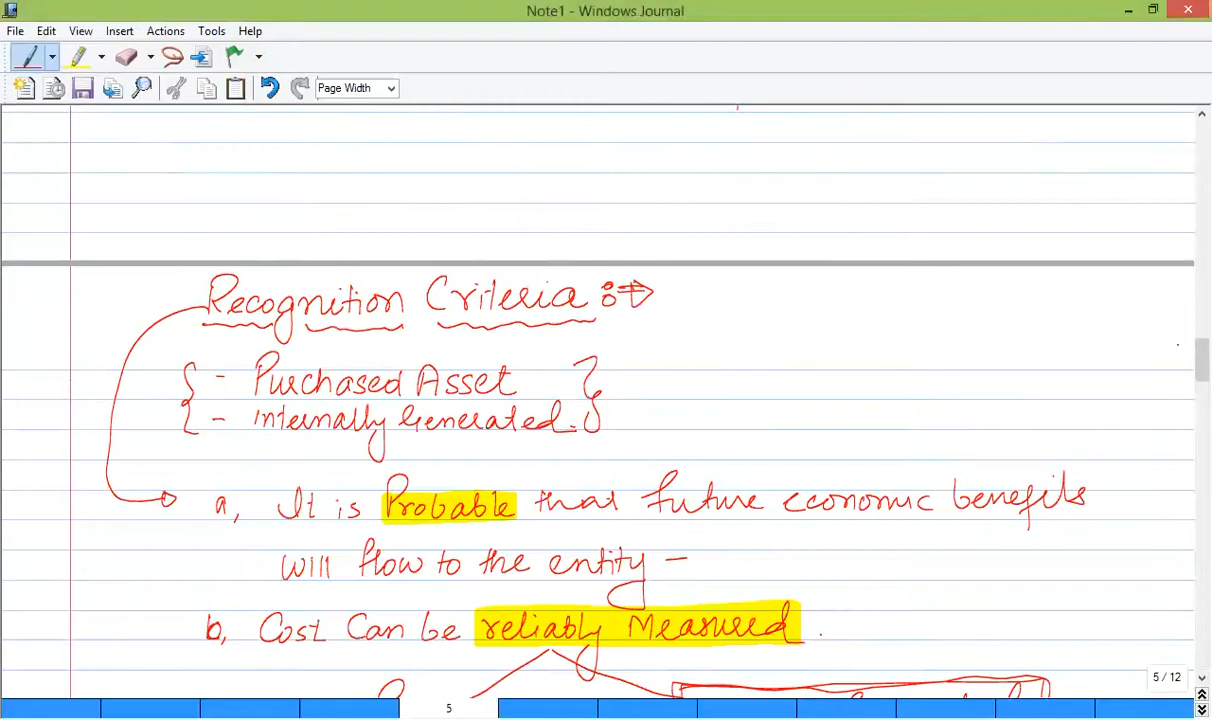 Note1 - Windows Journal
File Edit View Insert Actions Tools Help
Page Width
Recognition Criteria :
- Purchased Asset
- internally Generated.
a, It is Probable that future economic benefits
will flow to the entity -
b, Cost Can be reliably Measured.
5 / 12
5